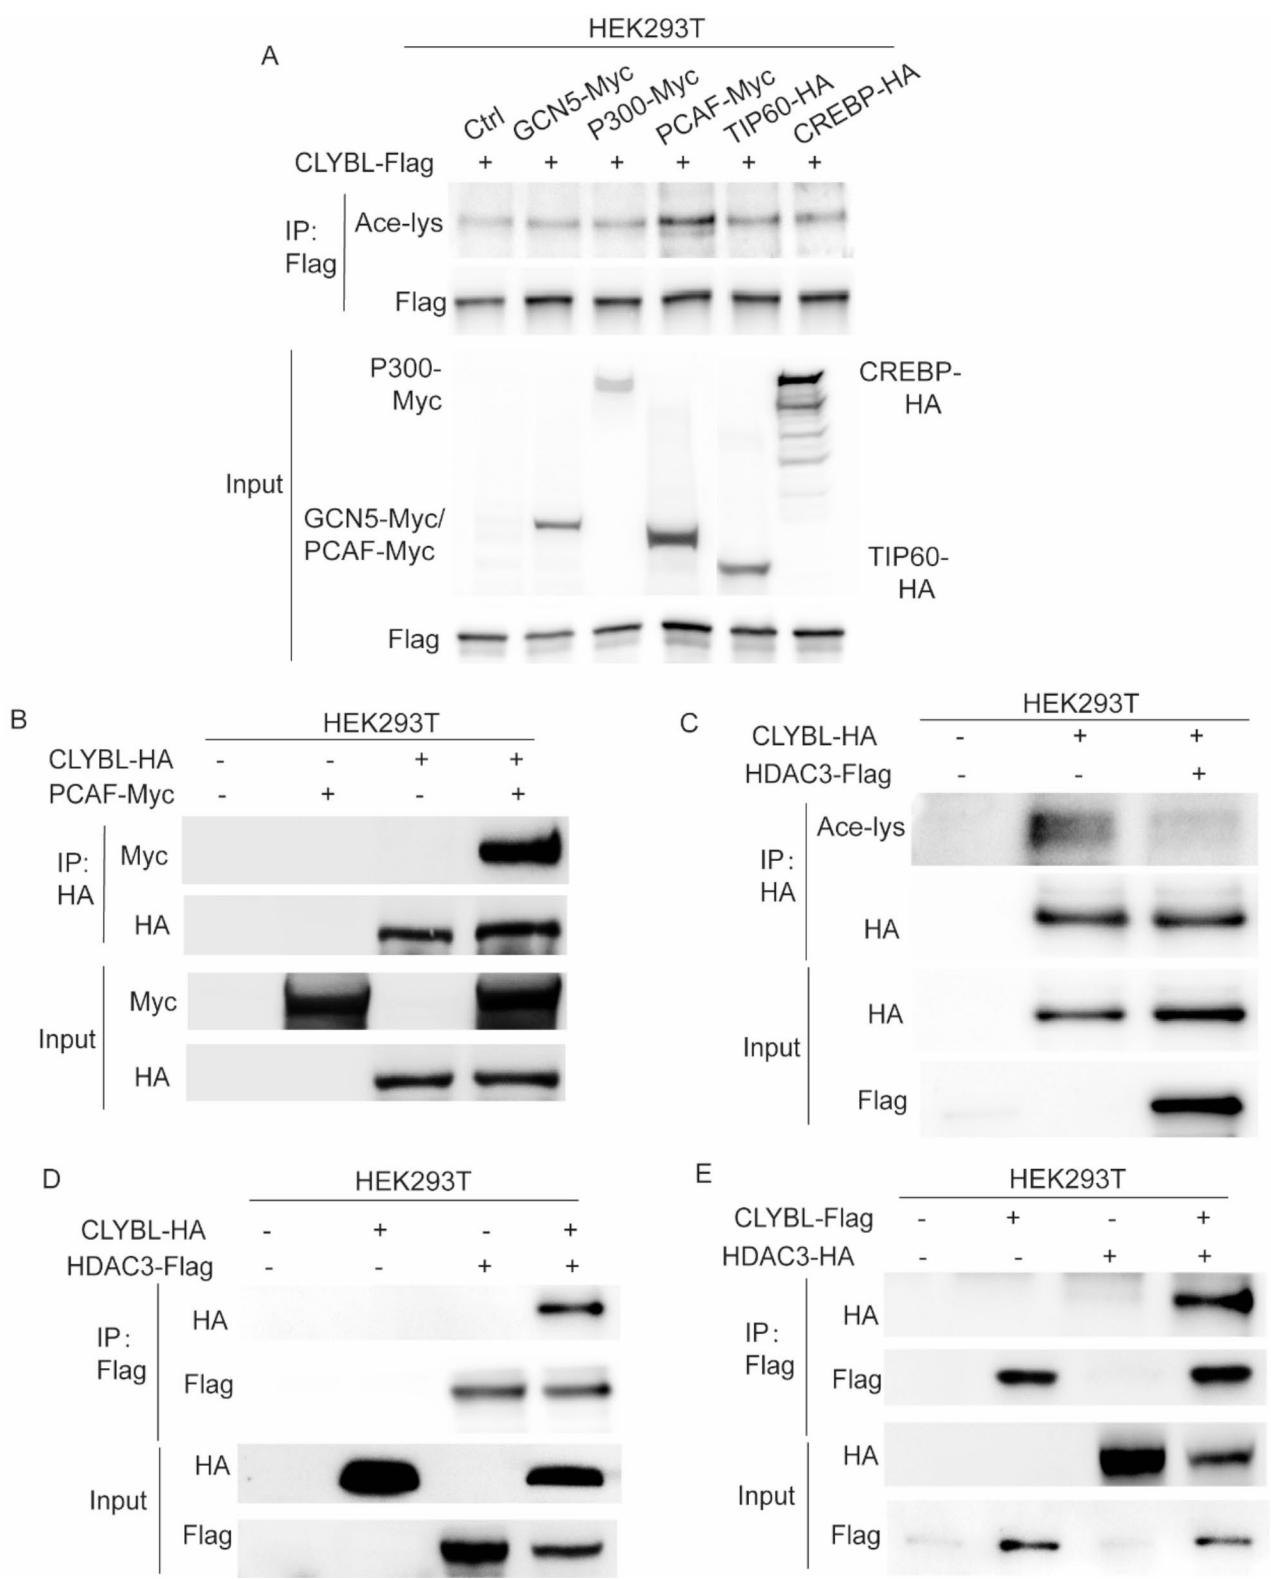 A
HEK293T
Ctrl GCN5-Myc P300-Myc PCAF-Myc TIP60-HA CREBP-HA
CLYBL-Flag + + + + + +
IP: Flag
Ace-lys
Flag
Input
P300-
Myc
CREBP-
HA
GCN5-Myc/
PCAF-Myc
TIP60-
HA
Flag
B
HEK293T
CLYBL-HA - - + +
PCAF-Myc - + - +
IP:
HA
Myc
HA
Input
Myc
HA
C
HEK293T
CLYBL-HA - + +
HDAC3-Flag - - +
IP:
HA
Ace-lys
HA
Input
HA
Flag
D
HEK293T
CLYBL-HA - + - +
HDAC3-Flag - - + +
IP:
Flag
HA
Flag
Input
HA
Flag
E
HEK293T
CLYBL-Flag - + - +
HDAC3-HA - - + +
IP:
Flag
HA
Flag
Input
HA
Flag